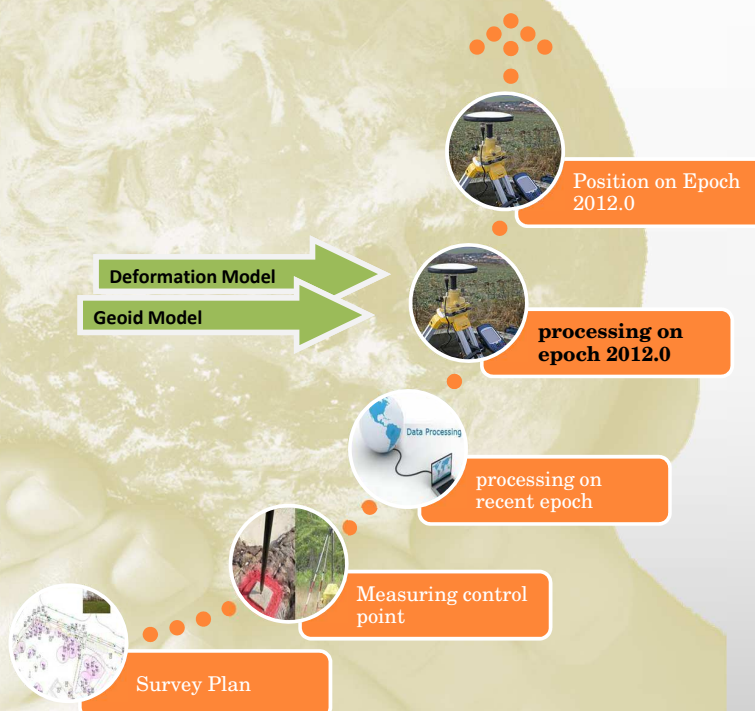 Position on Epoch
2012.0
Deformation Model
Geoid Model
processing on
epoch 2012.0
Data Processing
processing on
recent epoch
Measuring control
point
Survey Plan